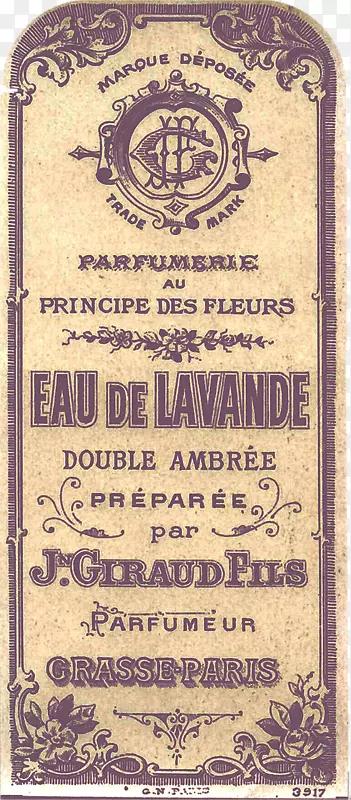 MARQUE DÉPOSÉE
TRADE MARK
PARFUMERIE
AU
PRINCIPE DES FLEURS
EAU DE LAVANDE
DOUBLE AMBRÉE
PRÉPARÉE
par
Jn. GIRAUD FILS
PARFUMEUR
GRASSE-PARIS
G.N. PARIS
3917